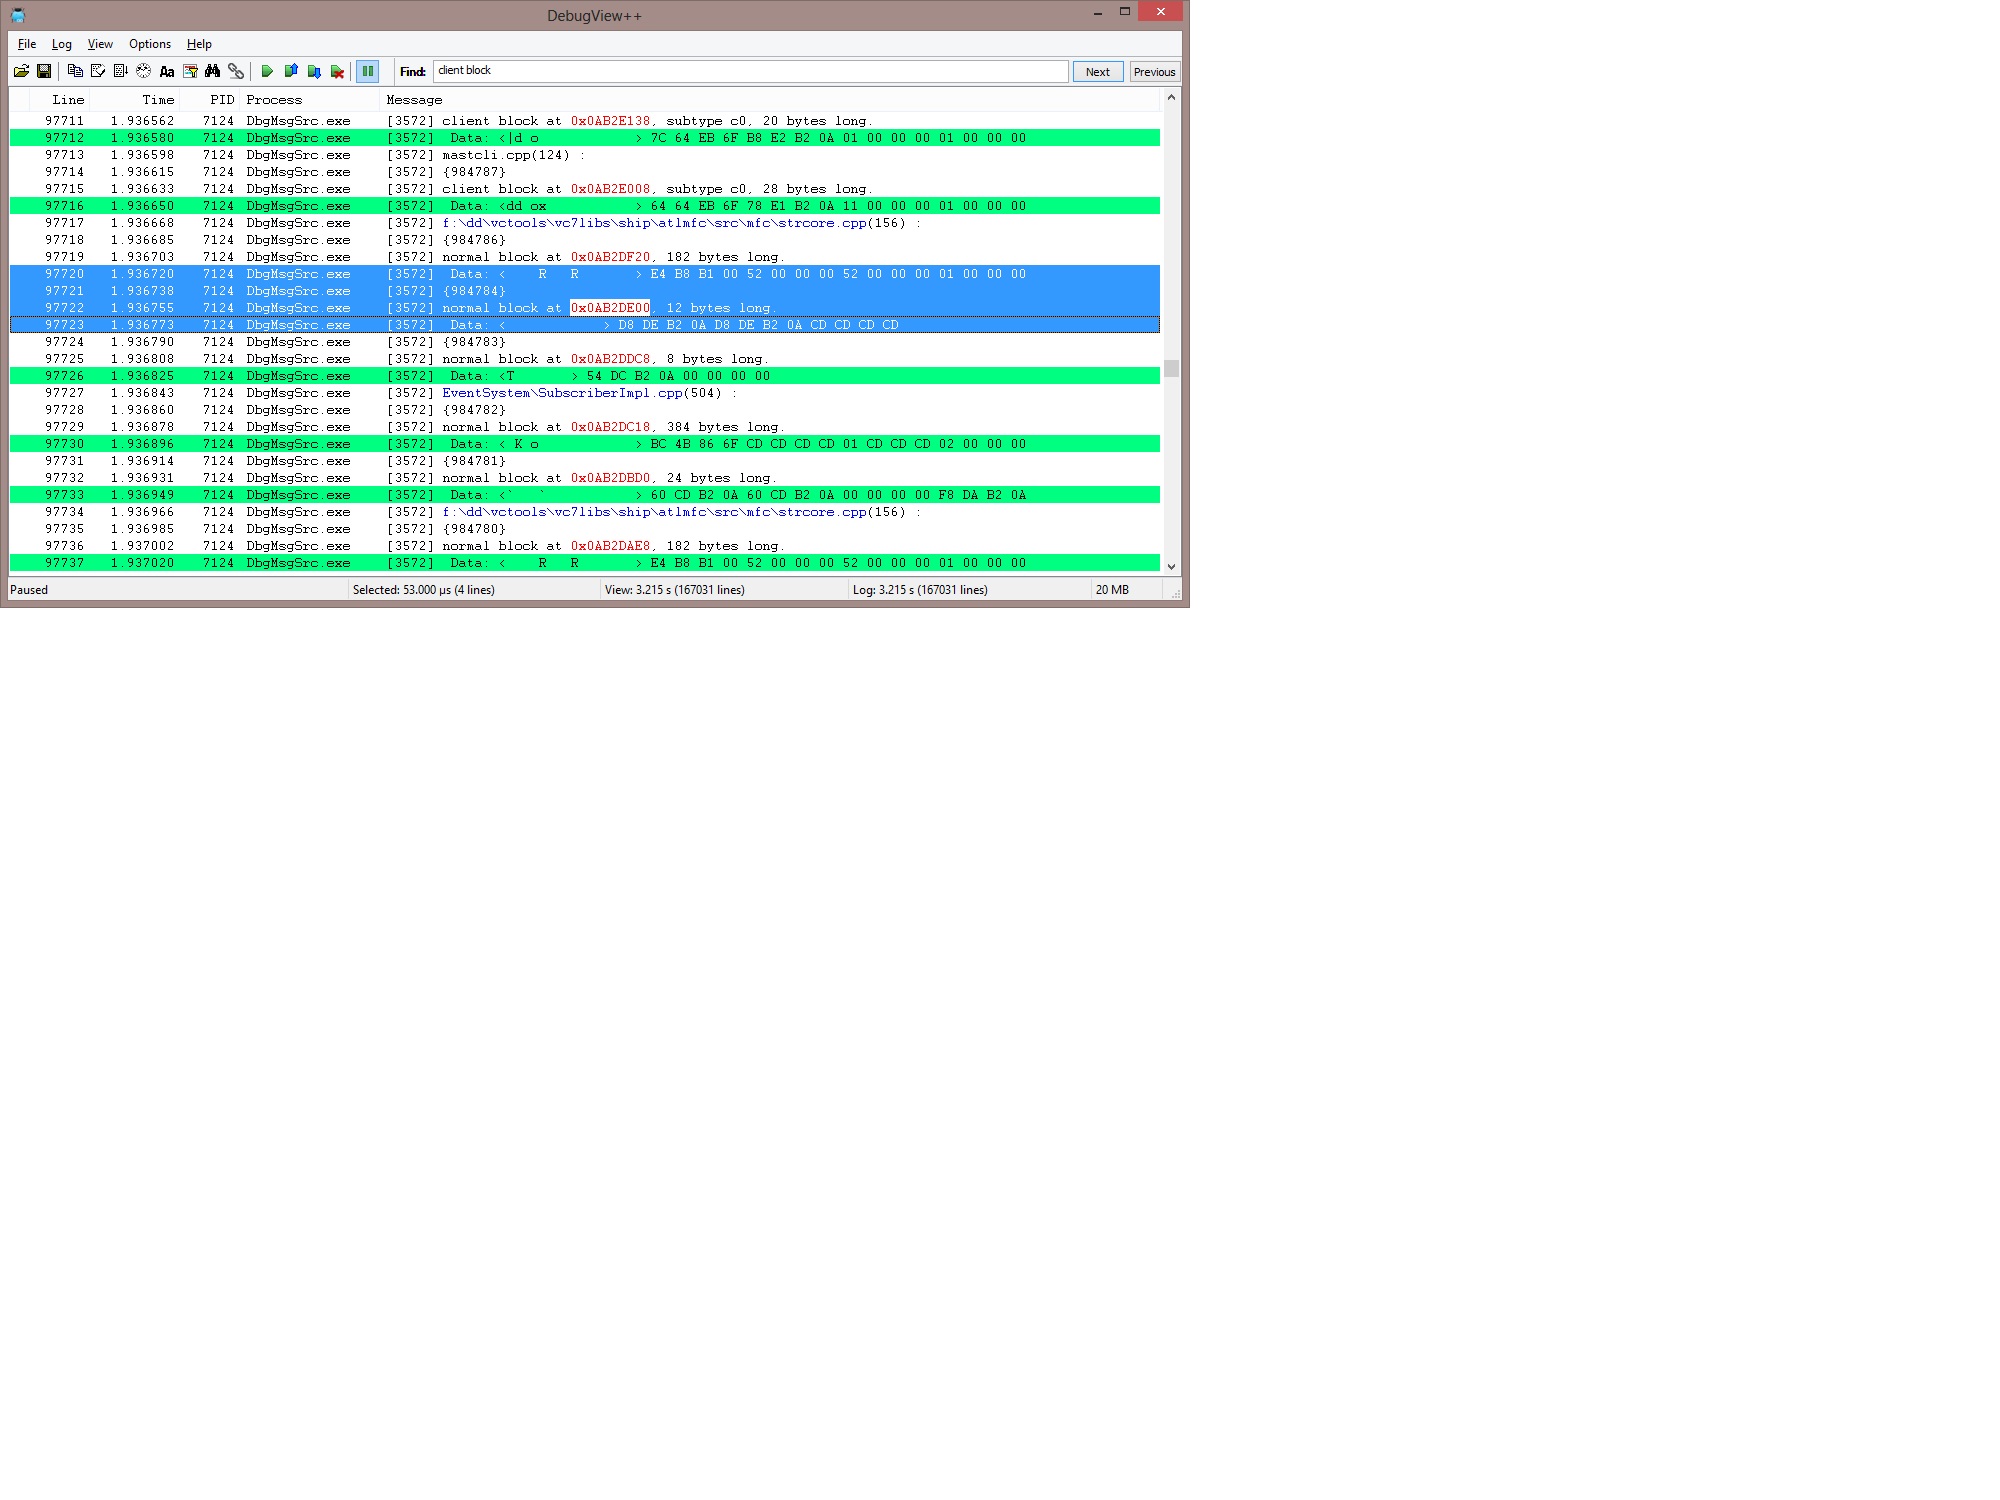 DebugView++
File Log View Options Help
Aa Find: client block Next Previous
Line Time PID Process Message
97711 1.936562 7124 DbgMsgSrc.exe [3572] client block at 0x0AB2E138, subtype c0, 20 bytes long.
97712 1.936580 7124 DbgMsgSrc.exe [3572] Data: <|d o > 7C 64 EB 6F B8 E2 B2 0A 01 00 00 00 01 00 00 00
97713 1.936598 7124 DbgMsgSrc.exe [3572] mastcli.cpp(124) :
97714 1.936615 7124 DbgMsgSrc.exe [3572] {984787}
97715 1.936633 7124 DbgMsgSrc.exe [3572] client block at 0x0AB2E008, subtype c0, 28 bytes long.
97716 1.936650 7124 DbgMsgSrc.exe [3572] Data: <dd ox > 64 64 EB 6F 78 E1 B2 0A 11 00 00 00 01 00 00 00
97717 1.936668 7124 DbgMsgSrc.exe [3572] f:\dd\vctools\vc7libs\ship\atlmfc\src\mfc\strcore.cpp(156) :
97718 1.936685 7124 DbgMsgSrc.exe [3572] {984786}
97719 1.936703 7124 DbgMsgSrc.exe [3572] normal block at 0x0AB2DF20, 182 bytes long.
97720 1.936720 7124 DbgMsgSrc.exe [3572] Data: < R R > E4 B8 B1 00 52 00 00 00 52 00 00 00 01 00 00 00
97721 1.936738 7124 DbgMsgSrc.exe [3572] {984784}
97722 1.936755 7124 DbgMsgSrc.exe [3572] normal block at 0x0AB2DE00, 12 bytes long.
97723 1.936773 7124 DbgMsgSrc.exe [3572] Data: < > D8 DE B2 0A D8 DE B2 0A CD CD CD CD
97724 1.936790 7124 DbgMsgSrc.exe [3572] {984783}
97725 1.936808 7124 DbgMsgSrc.exe [3572] normal block at 0x0AB2DDC8, 8 bytes long.
97726 1.936825 7124 DbgMsgSrc.exe [3572] Data: <T > 54 DC B2 0A 00 00 00 00
97727 1.936843 7124 DbgMsgSrc.exe [3572] EventSystem\SubscriberImpl.cpp(504) :
97728 1.936860 7124 DbgMsgSrc.exe [3572] {984782}
97729 1.936878 7124 DbgMsgSrc.exe [3572] normal block at 0x0AB2DC18, 384 bytes long.
97730 1.936896 7124 DbgMsgSrc.exe [3572] Data: < K o > BC 4B 86 6F CD CD CD CD 01 CD CD CD 02 00 00 00
97731 1.936914 7124 DbgMsgSrc.exe [3572] {984781}
97732 1.936931 7124 DbgMsgSrc.exe [3572] normal block at 0x0AB2DBD0, 24 bytes long.
97733 1.936949 7124 DbgMsgSrc.exe [3572] Data: <` ` > 60 CD B2 0A 60 CD B2 0A 00 00 00 00 F8 DA B2 0A
97734 1.936966 7124 DbgMsgSrc.exe [3572] f:\dd\vctools\vc7libs\ship\atlmfc\src\mfc\strcore.cpp(156) :
97735 1.936985 7124 DbgMsgSrc.exe [3572] {984780}
97736 1.937002 7124 DbgMsgSrc.exe [3572] normal block at 0x0AB2DAE8, 182 bytes long.
97737 1.937020 7124 DbgMsgSrc.exe [3572] Data: < R R > E4 B8 B1 00 52 00 00 00 52 00 00 00 01 00 00 00
Paused Selected: 53.000 µs (4 lines) View: 3.215 s (167031 lines) Log: 3.215 s (167031 lines) 20 MB